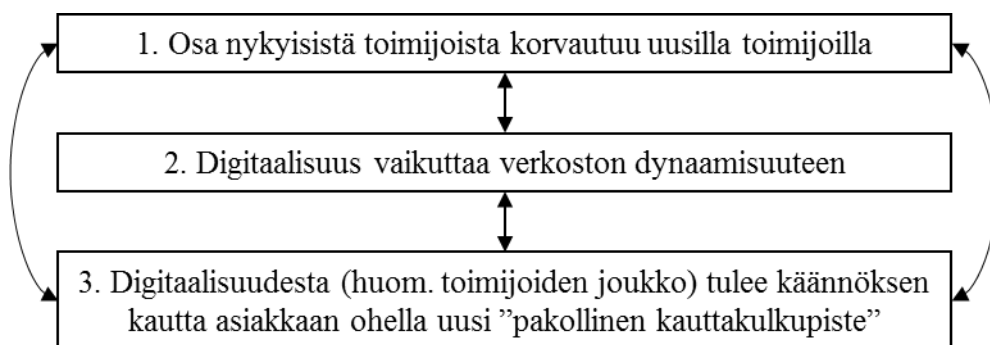 1. Osa nykyisistä toimijoista korvautuu uusilla toimijoilla
2. Digitaalisuus vaikuttaa verkoston dynaamisuuteen
3. Digitaalisuudesta (huom. toimijoiden joukko) tulee käännöksen
kautta asiakkaan ohella uusi ”pakollinen kauttakulkupiste”